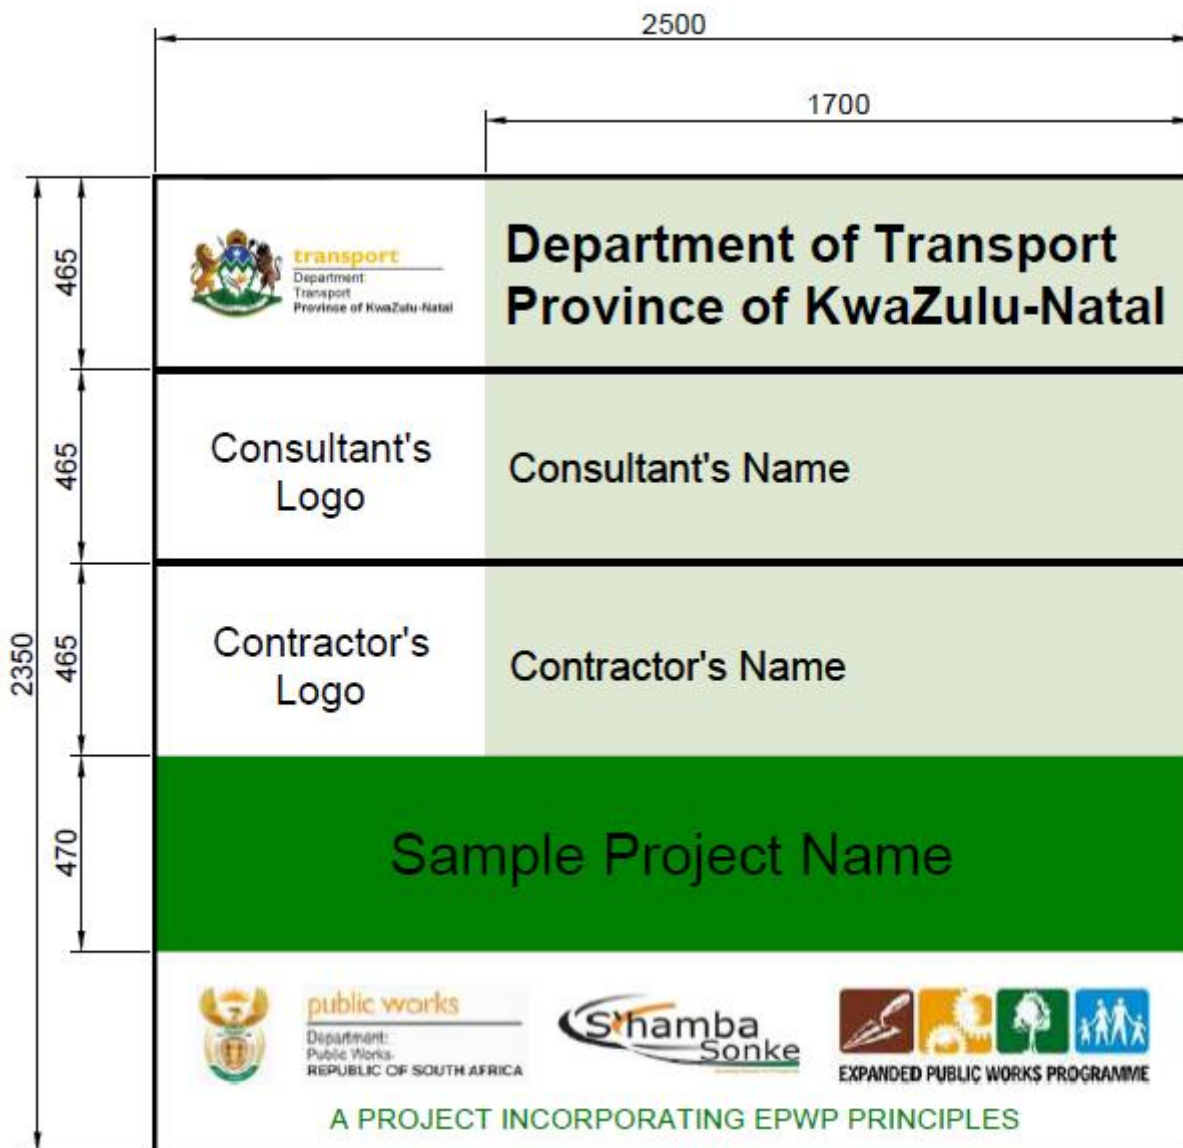 2500
1700
465
transport
Department:
Transport
Province of KwaZulu-Natal
Department of Transport
Province of KwaZulu-Natal
465
Consultant's
Logo
Consultant's Name
2350
465
Contractor's
Logo
Contractor's Name
470
Sample Project Name
public works
Department:
Public Works
REPUBLIC OF SOUTH AFRICA
S'hamba
Sonke
EXPANDED PUBLIC WORKS PROGRAMME
A PROJECT INCORPORATING EPWP PRINCIPLES